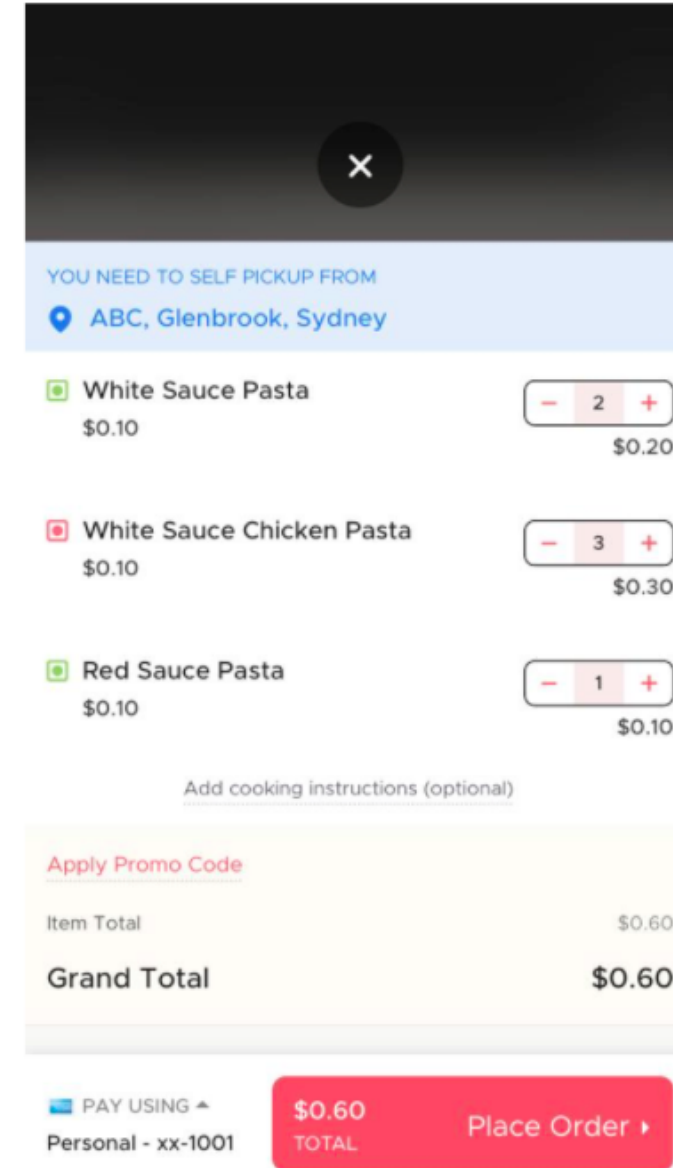 YOU NEED TO SELF PICKUP FROM
ABC, Glenbrook, Sydney
White Sauce Pasta
$0.10
− 2 +
$0.20
White Sauce Chicken Pasta
$0.10
− 3 +
$0.30
Red Sauce Pasta
$0.10
− 1 +
$0.10
Add cooking instructions (optional)
Apply Promo Code
Item Total $0.60
Grand Total $0.60
PAY USING
Personal - xx-1001
$0.60
TOTAL
Place Order